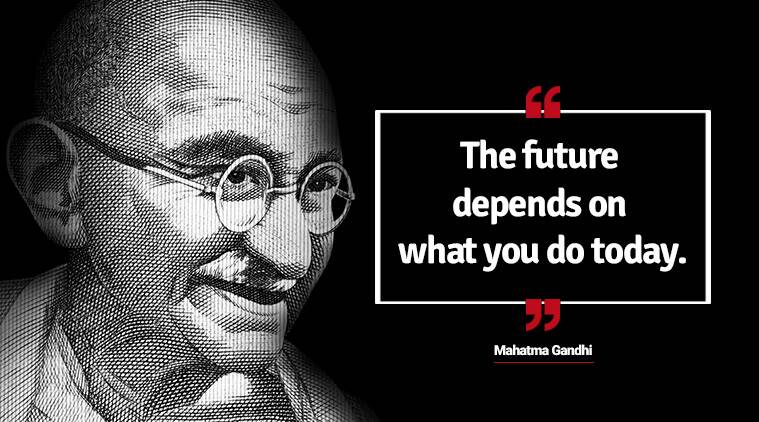 “
The future
depends on
what you do today.
”
Mahatma Gandhi